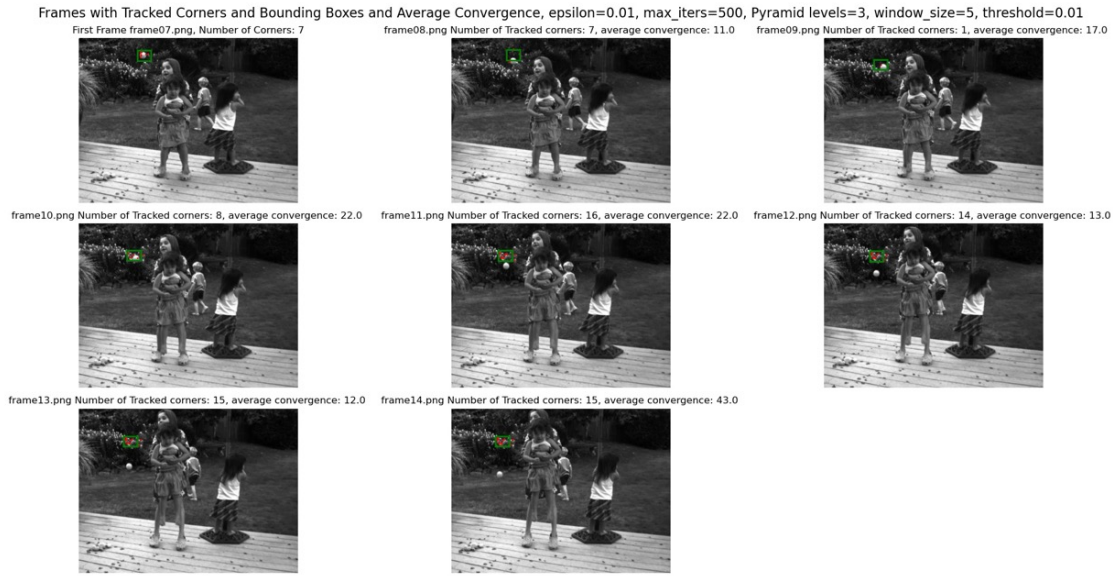 Frames with Tracked Corners and Bounding Boxes and Average Convergence, epsilon=0.01, max_iters=500, Pyramid levels=3, window_size=5, threshold=0.01
First Frame frame07.png, Number of Corners: 7
frame08.png Number of Tracked corners: 7, average convergence: 11.0
frame09.png Number of Tracked corners: 1, average convergence: 17.0
frame10.png Number of Tracked corners: 8, average convergence: 22.0
frame11.png Number of Tracked corners: 16, average convergence: 22.0
frame12.png Number of Tracked corners: 14, average convergence: 13.0
frame13.png Number of Tracked corners: 15, average convergence: 12.0
frame14.png Number of Tracked corners: 15, average convergence: 43.0